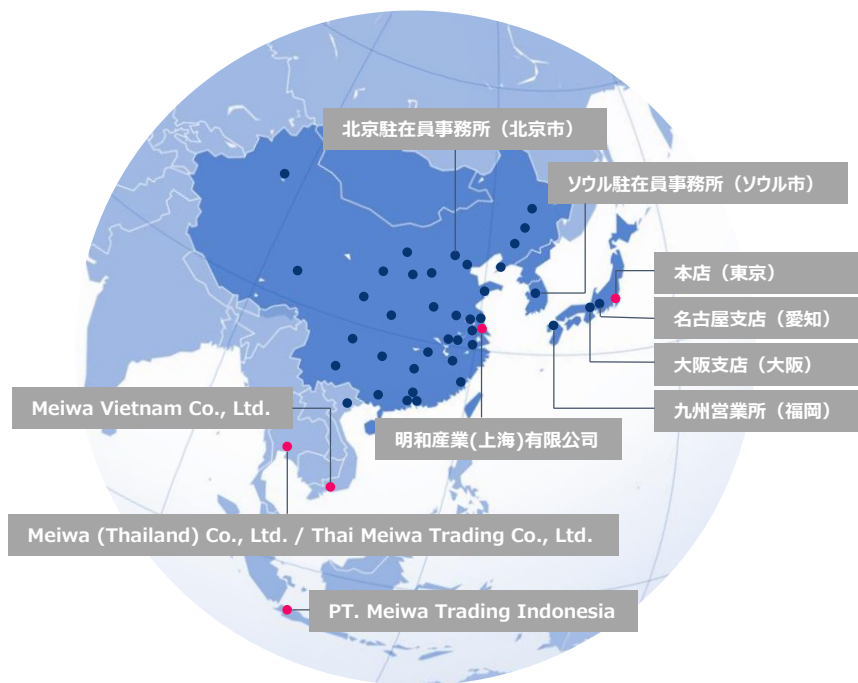 北京駐在員事務所（北京市）
ソウル駐在員事務所（ソウル市）
本店（東京）
名古屋支店（愛知）
大阪支店（大阪）
九州営業所（福岡）
Meiwa Vietnam Co., Ltd.
明和産業(上海)有限公司
Meiwa (Thailand) Co., Ltd. / Thai Meiwa Trading Co., Ltd.
PT. Meiwa Trading Indonesia